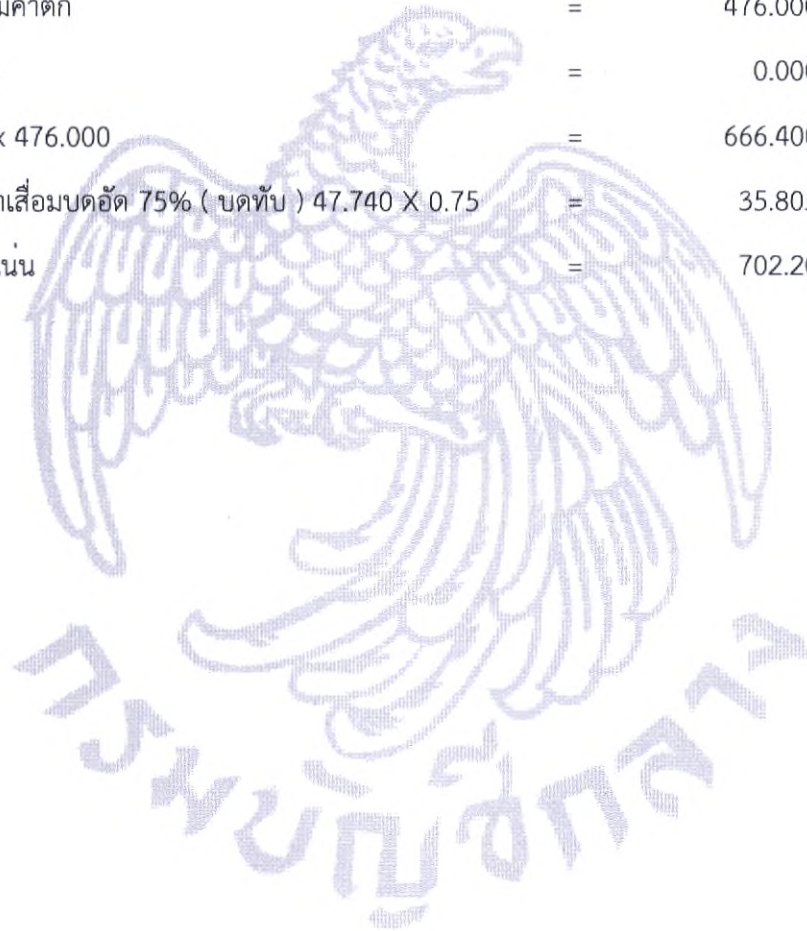 มค่าตัก = 476.000
= 0.000
x 476.000 = 666.400
าเสื่อมบดอัด 75% ( บดทับ ) 47.740 X 0.75 = 35.80
แน่น = 702.20
กรมบัญชีกลาง